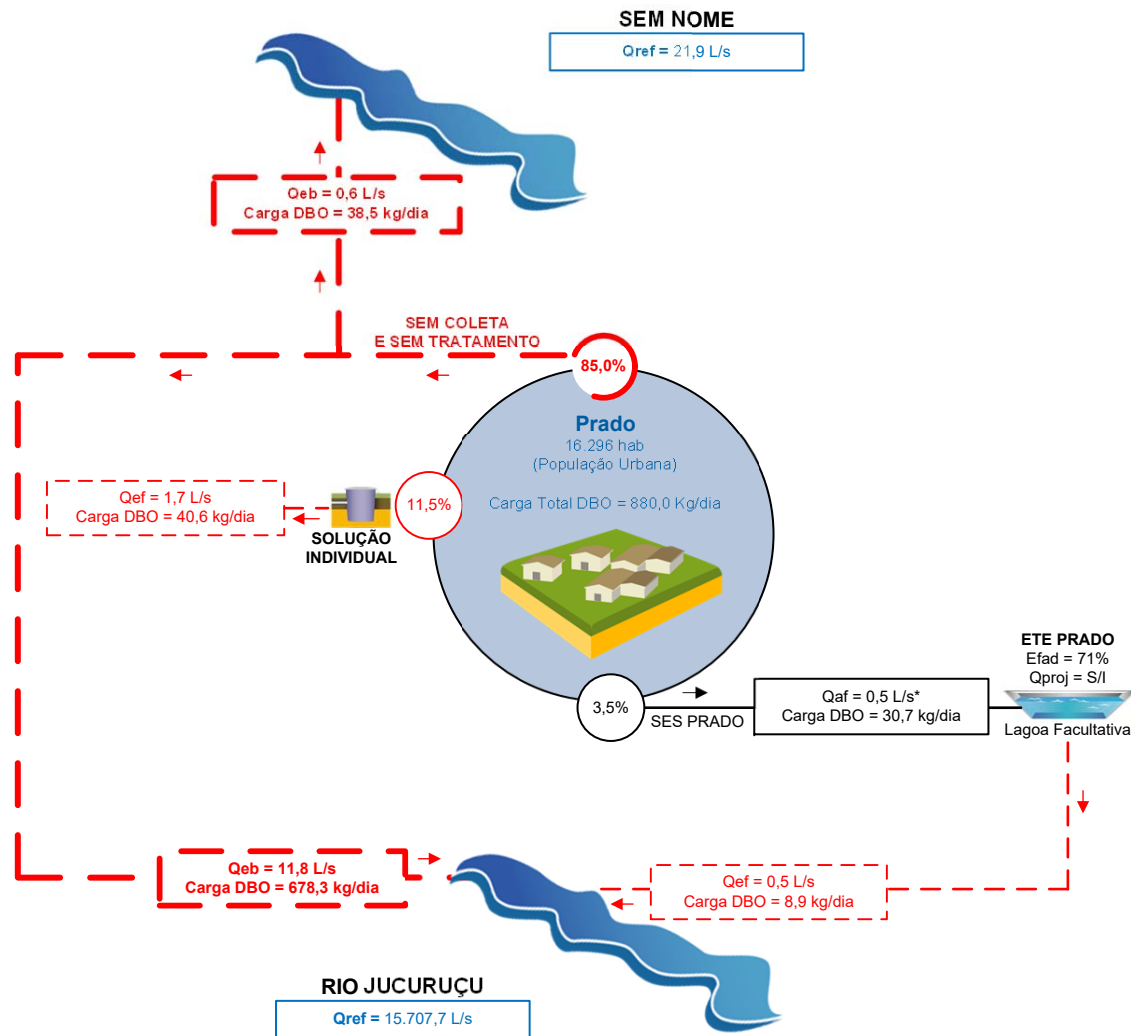 SEM NOME
Qref = 21,9 L/s
Qeb = 0,6 L/s
Carga DBO = 38,5 kg/dia
SEM COLETA
E SEM TRATAMENTO
85,0%
Prado
16.296 hab
(População Urbana)
Carga Total DBO = 880,0 Kg/dia
11,5%
Qef = 1,7 L/s
Carga DBO = 40,6 kg/dia
SOLUÇÃO
INDIVIDUAL
3,5%
SES PRADO
Qaf = 0,5 L/s*
Carga DBO = 30,7 kg/dia
ETE PRADO
Efad = 71%
Qproj = S/I
Lagoa Facultativa
Qeb = 11,8 L/s
Carga DBO = 678,3 kg/dia
Qef = 0,5 L/s
Carga DBO = 8,9 kg/dia
RIO JUCURUÇU
Qref = 15.707,7 L/s